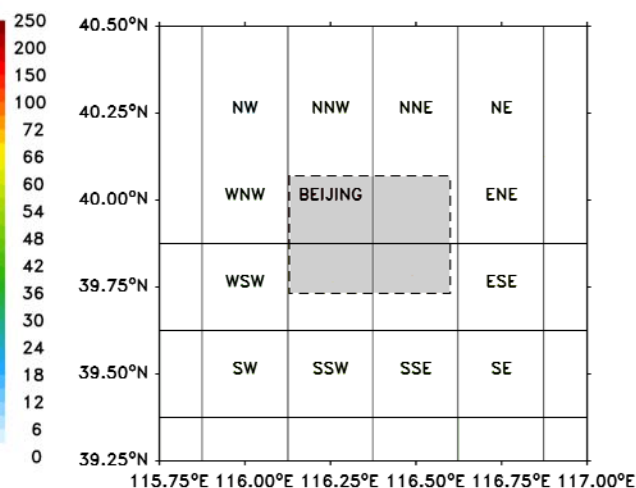 250
200
150
100
72
66
60
54
48
42
36
30
24
18
12
6
0
40.50°N
40.25°N
40.00°N
39.75°N
39.50°N
39.25°N
NW NNW NNE NE
WNW BEIJING ENE
WSW ESE
SW SSW SSE SE
115.75°E 116.00°E 116.25°E 116.50°E 116.75°E 117.00°E